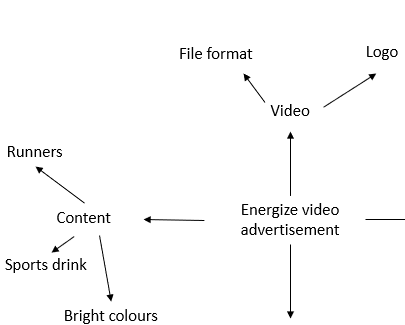 File format
Logo
Video
Runners
Content
Energize video
advertisement
Sports drink
Bright colours